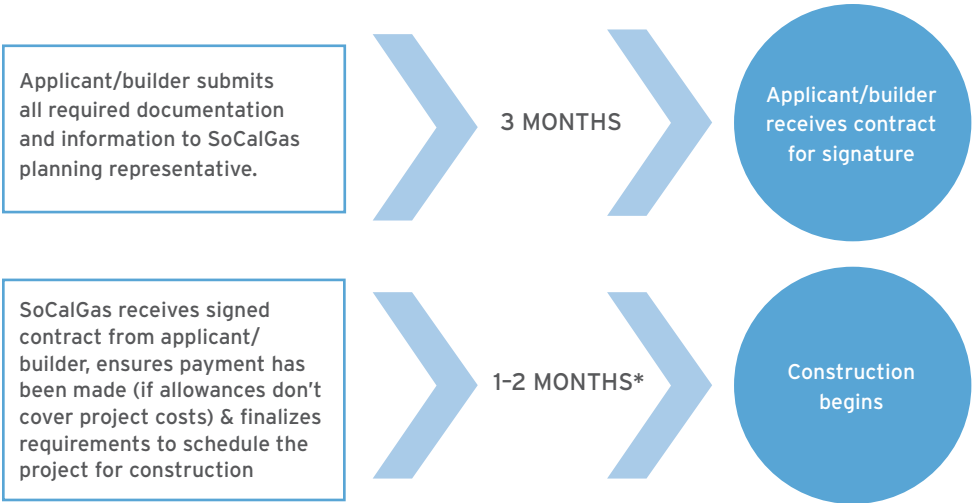 Applicant/builder submits
all required documentation
and information to SoCalGas
planning representative.
3 MONTHS
Applicant/builder
receives contract
for signature
SoCalGas receives signed
contract from applicant/
builder, ensures payment has
been made (if allowances don’t
cover project costs) & finalizes
requirements to schedule the
project for construction
1–2 MONTHS*
Construction
begins